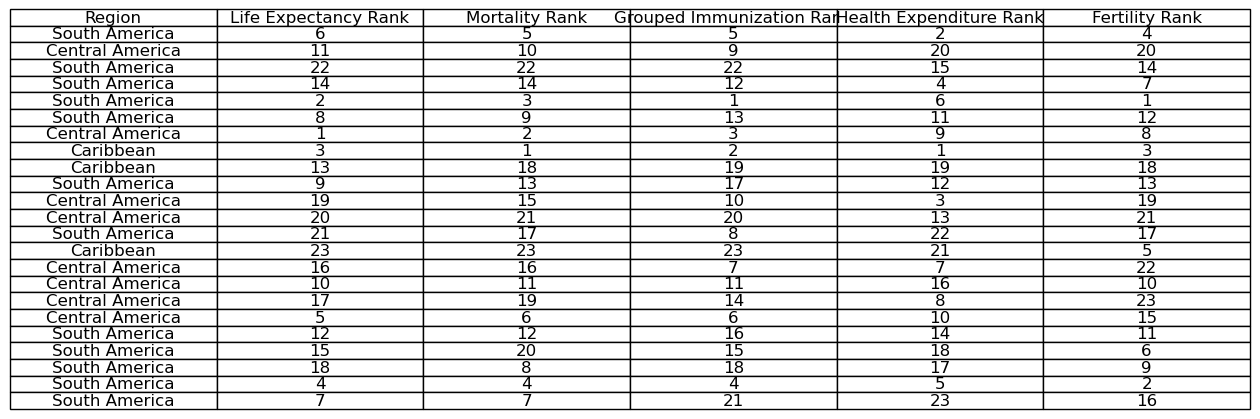 Region Life Expectancy Rank Mortality Rank Grouped Immunization Ran Health Expenditure Rank Fertility Rank
South America 6 5 5 2 4
Central America 11 10 9 20 20
South America 22 22 22 15 14
South America 14 14 12 4 7
South America 2 3 1 6 1
South America 8 9 13 11 12
Central America 1 2 3 9 8
Caribbean 3 1 2 1 3
Caribbean 13 18 19 19 18
South America 9 13 17 12 13
Central America 19 15 10 3 19
Central America 20 21 20 13 21
South America 21 17 8 22 17
Caribbean 23 23 23 21 5
Central America 16 16 7 7 22
Central America 10 11 11 16 10
Central America 17 19 14 8 23
Central America 5 6 6 10 15
South America 12 12 16 14 11
South America 15 20 15 18 6
South America 18 8 18 17 9
South America 4 4 4 5 2
South America 7 7 21 23 16